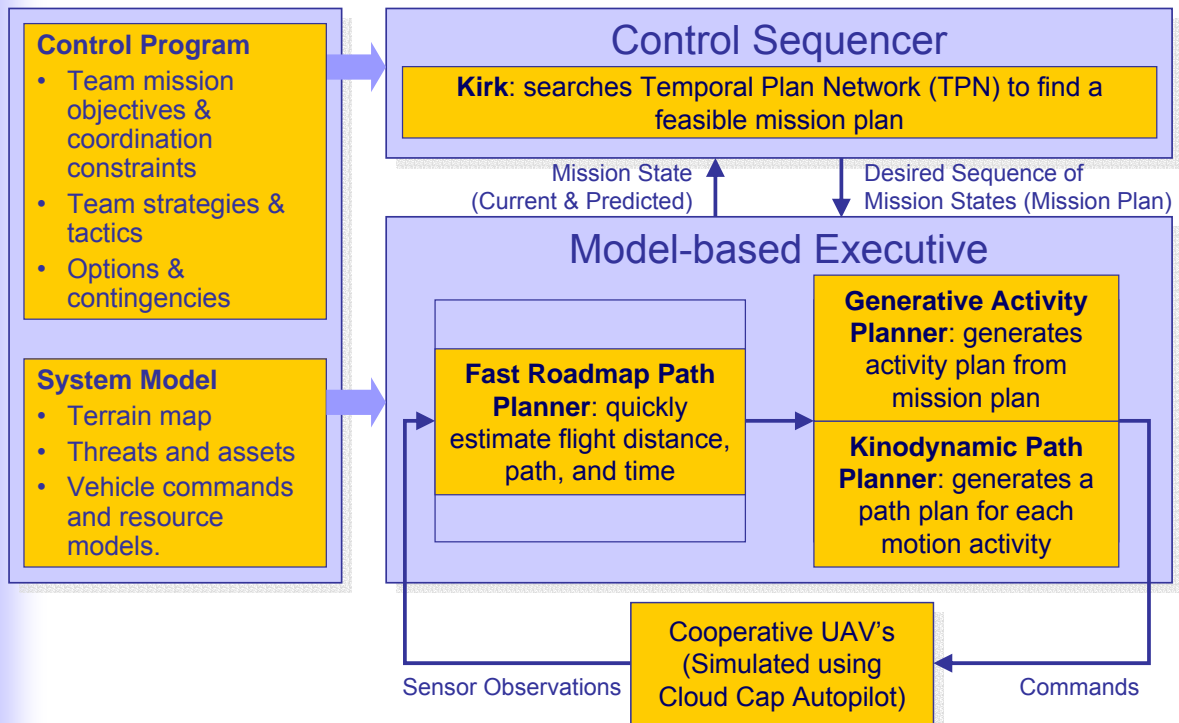 Control Program
• Team mission
objectives &
coordination
constraints
• Team strategies &
tactics
• Options &
contingencies
System Model
• Terrain map
• Threats and assets
• Vehicle commands
and resource
models.
Control Sequencer
Kirk: searches Temporal Plan Network (TPN) to find a
feasible mission plan
Mission State
(Current & Predicted)
Desired Sequence of
Mission States (Mission Plan)
Model-based Executive
Fast Roadmap Path
Planner: quickly
estimate flight distance,
path, and time
Generative Activity
Planner: generates
activity plan from
mission plan
Kinodynamic Path
Planner: generates a
path plan for each
motion activity
Sensor Observations
Cooperative UAV's
(Simulated using
Cloud Cap Autopilot)
Commands